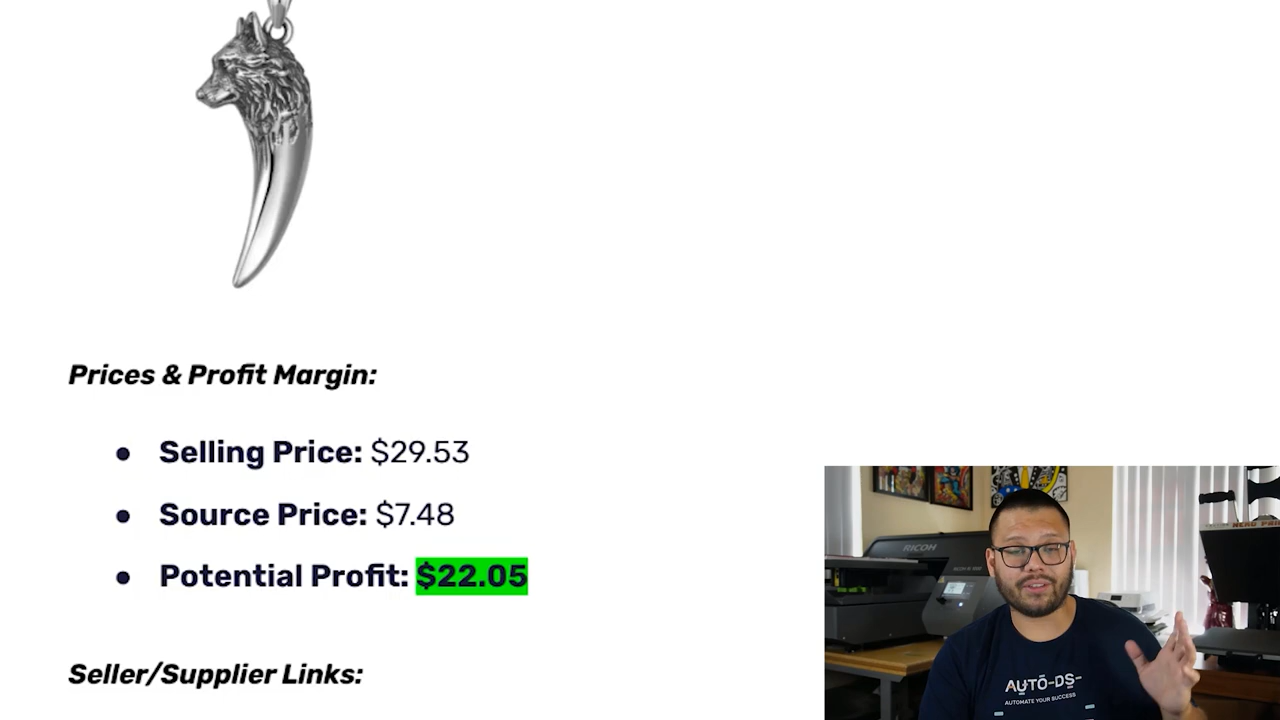 Prices & Profit Margin:
● Selling Price: $29.53
● Source Price: $7.48
● Potential Profit: $22.05
Seller/Supplier Links:
RICOH
AUTO-DS
AUTOMATE YOUR SUCCESS